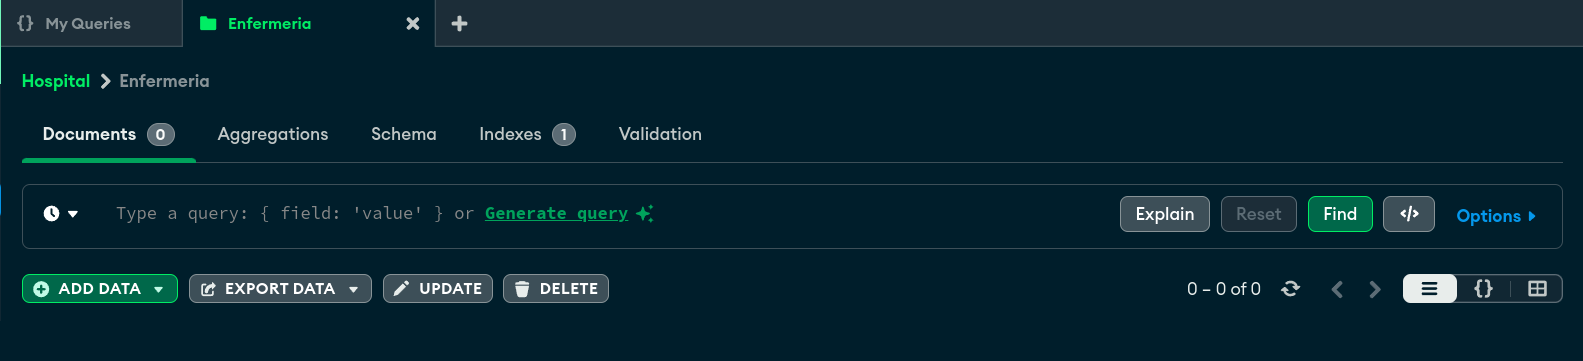 {} My Queries
Enfermeria
Hospital > Enfermeria
Documents 0 Aggregations Schema Indexes 1 Validation
Type a query: { field: 'value' } or Generate query
Explain Reset Find </> Options
ADD DATA EXPORT DATA UPDATE DELETE 0 – 0 of 0 {}